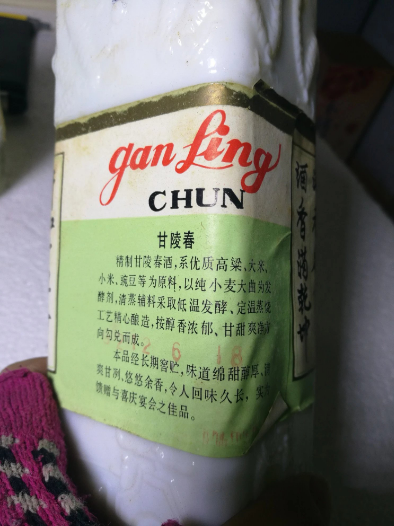 gan Ling
CHUN
甘陵春
精制甘陵春酒,系优质高粱、大米、
小米、豌豆等为原料,以纯小麦大曲为发
酵剂,清蒸辅料采取低温发酵、定温蒸烧
工艺精心酿造,按醇香浓郁、甘甜爽净
向勾兑而成。
本品经长期窖贮,味道绵甜醇厚、清
爽甘冽、悠悠余香,令人回味久长,实为
馈赠与喜庆宴会之佳品。
酒香